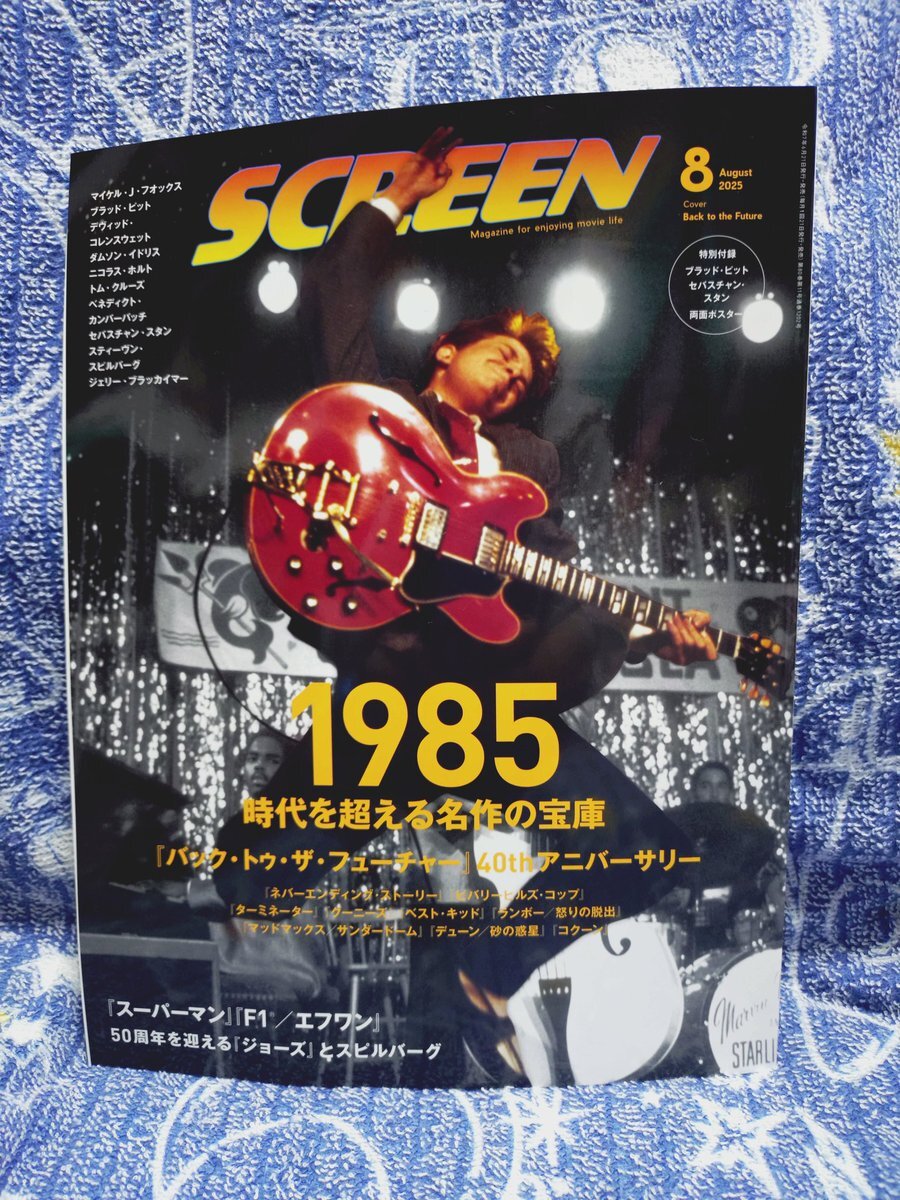 SCREEN
Magazine for enjoying movie life
8
August
2025
Cover
Back to the Future
特別付録
ブラッド・ピット
セバスチャン・
スタン
両面ポスター
マイケル・J・フォックス
ブラッド・ピット
デヴィッド・
コレンスウェット
ダムソン・イドリス
ニコラス・ホルト
トム・クルーズ
ベネディクト・
カンバーバッチ
セバスチャン・スタン
スティーヴン・
スピルバーグ
ジェリー・ブラッカイマー
1985
時代を超える名作の宝庫
『バック・トゥ・ザ・フューチャー』40thアニバーサリー
『ネバーエンディング・ストーリー』『ビバリーヒルズ・コップ』
『ターミネーター』『グーニーズ』『ベスト・キッド』『ランボー／怒りの脱出』
『マッドマックス／サンダードーム』『デューン／砂の惑星』『コクーン』
『スーパーマン』『F1／エフワン』
50周年を迎える『ジョーズ』とスピルバーグ
Marvin
STARLI